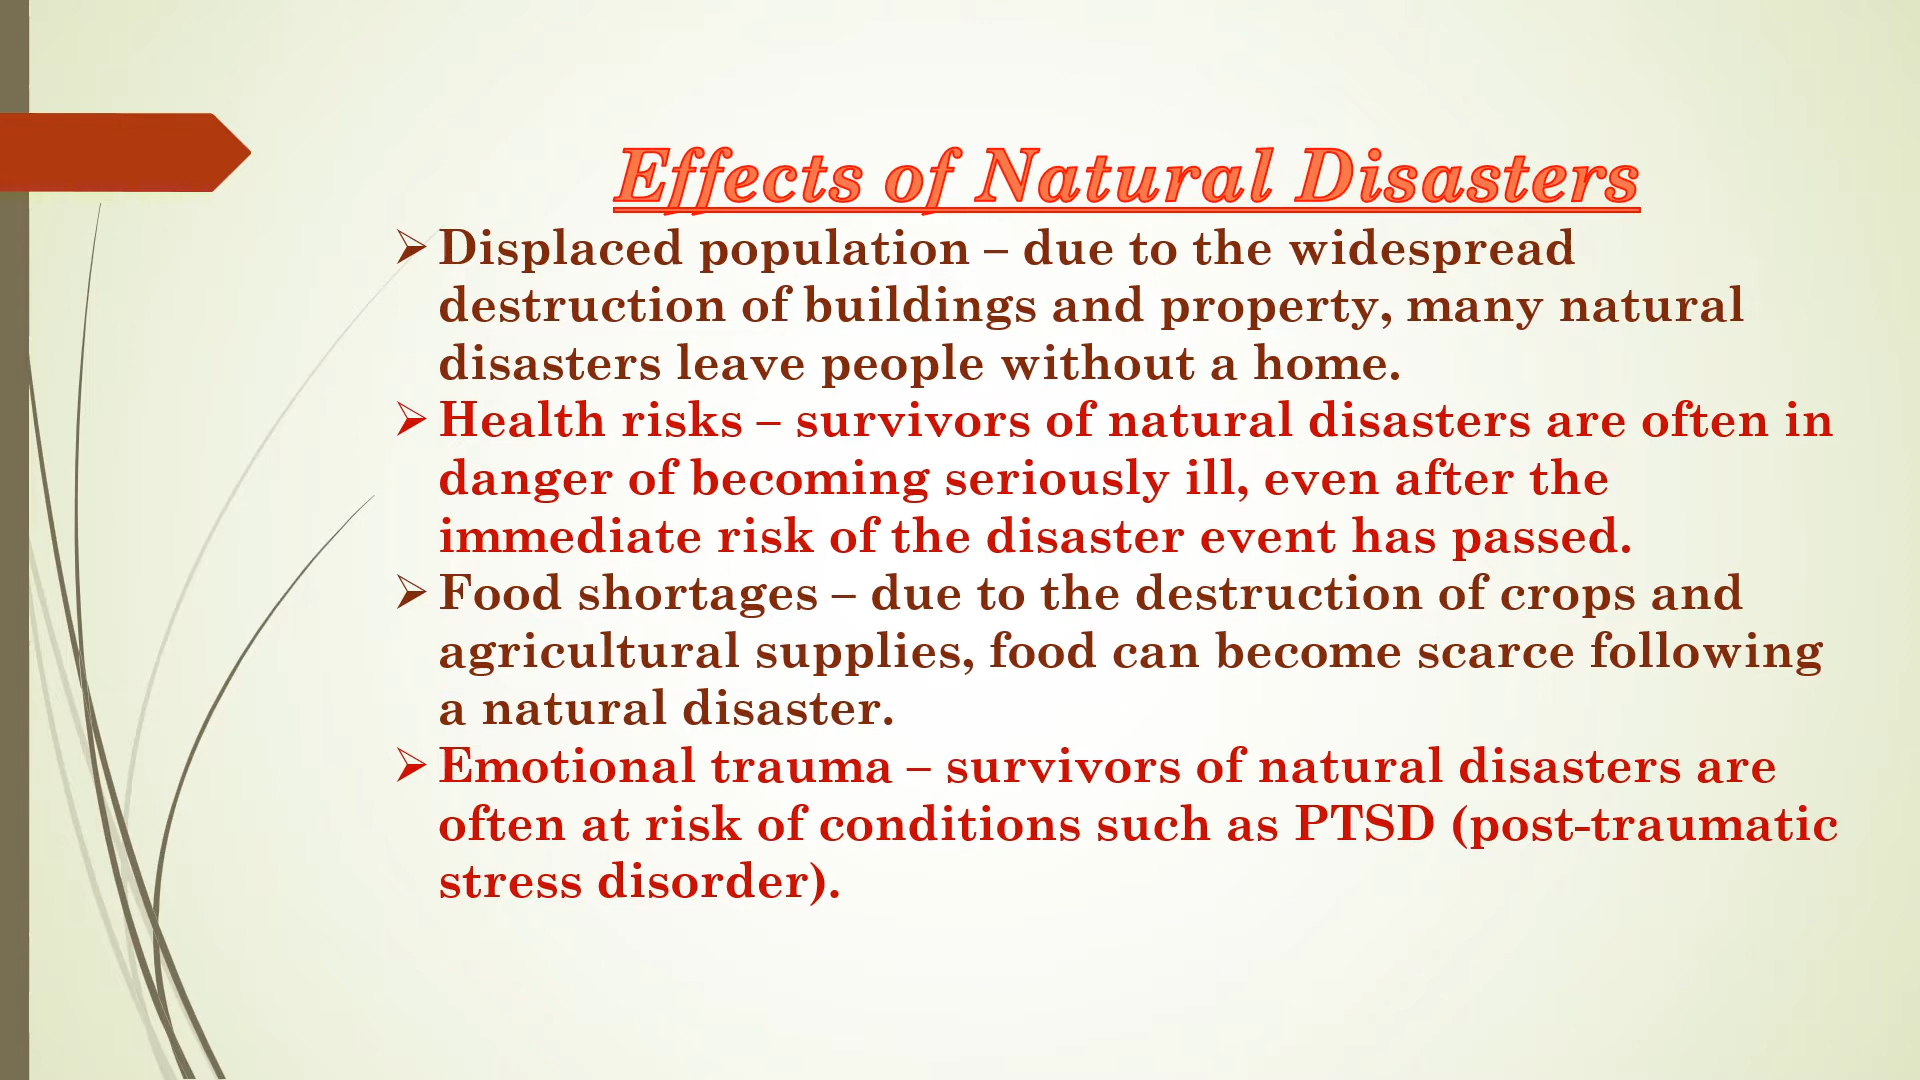 Effects of Natural Disasters
➢ Displaced population – due to the widespread
destruction of buildings and property, many natural
disasters leave people without a home.
➢ Health risks – survivors of natural disasters are often in
danger of becoming seriously ill, even after the
immediate risk of the disaster event has passed.
➢ Food shortages – due to the destruction of crops and
agricultural supplies, food can become scarce following
a natural disaster.
➢ Emotional trauma – survivors of natural disasters are
often at risk of conditions such as PTSD (post-traumatic
stress disorder).